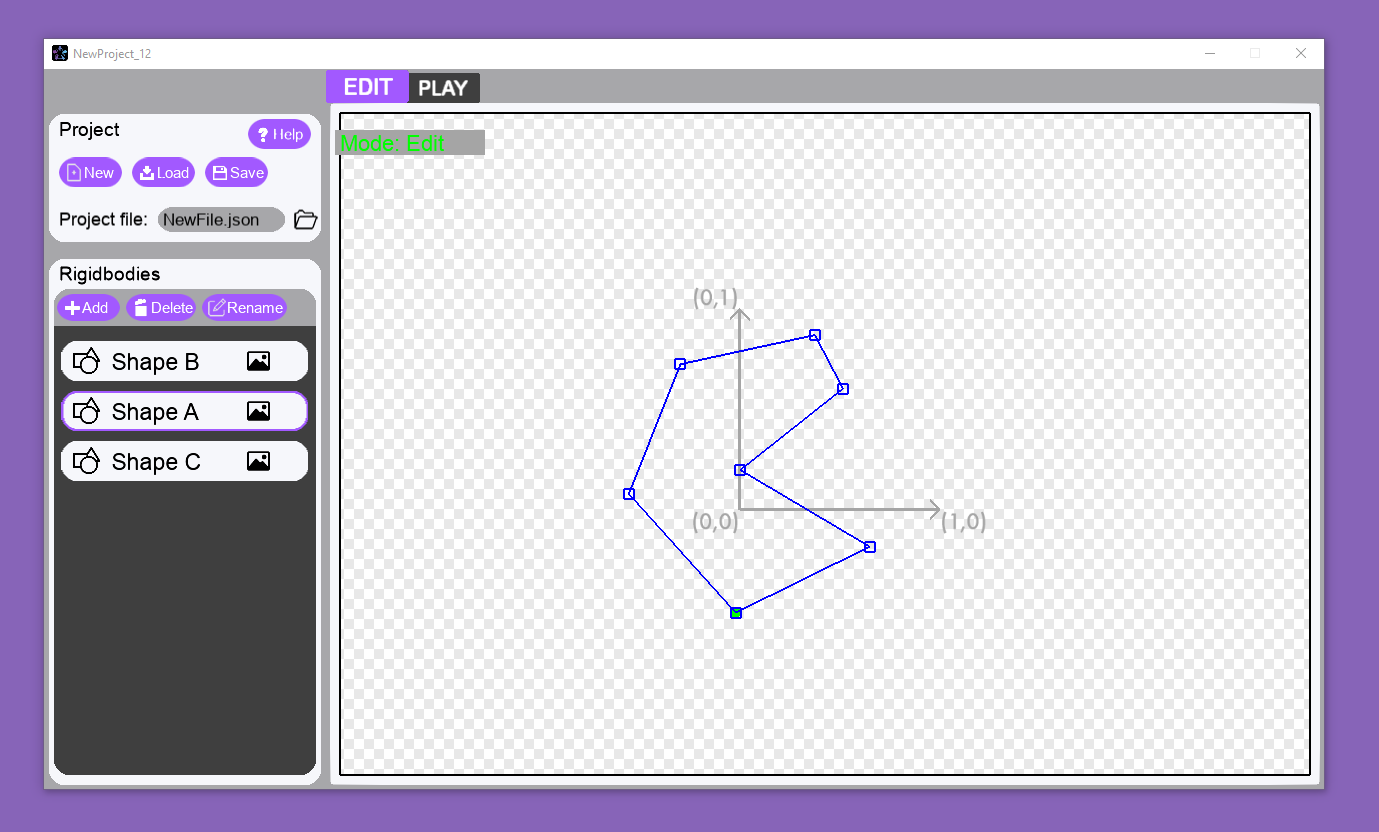 NewProject_12
EDIT PLAY
Project
Help
New Load Save
Project file: NewFile.json
Rigidbodies
Add Delete Rename
Shape B
Shape A
Shape C
Mode: Edit
(0,1)
(0,0)
(1,0)